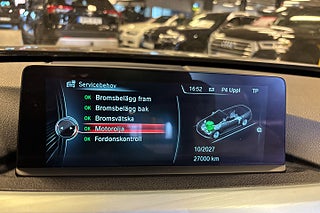 Servicebehov
16:52 P4 Uppl TP
OK Bromsbelägg fram
OK Bromsbelägg bak
OK Bromsvätska
OK Motorolja
OK Fordonskontroll
10/2027
27000 km